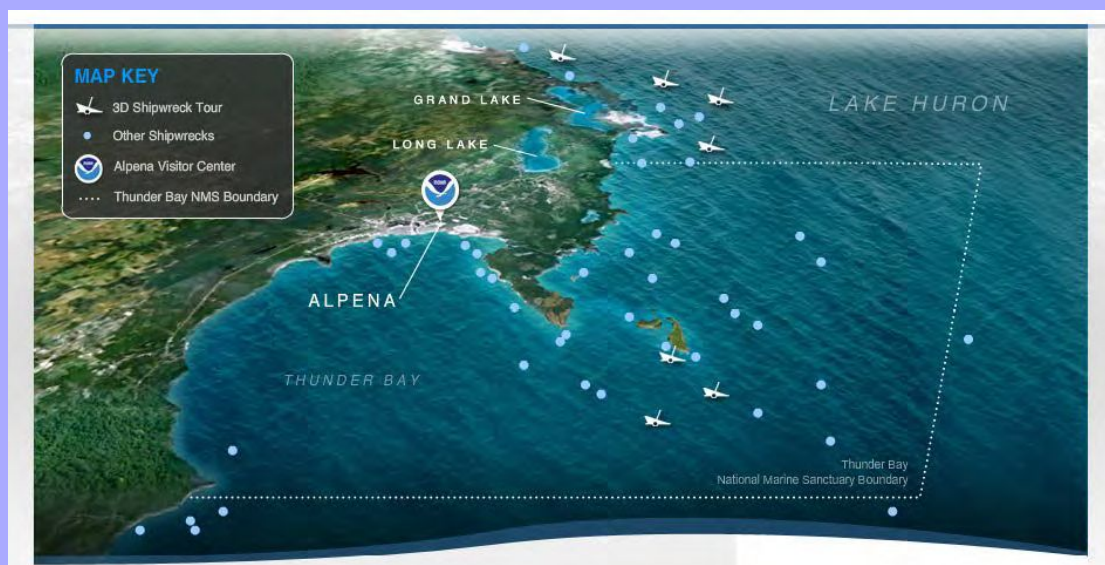 MAP KEY
3D Shipwreck Tour
Other Shipwrecks
Alpena Visitor Center
Thunder Bay NMS Boundary
GRAND LAKE
LONG LAKE
LAKE HURON
ALPENA
THUNDER BAY
Thunder Bay
National Marine Sanctuary Boundary